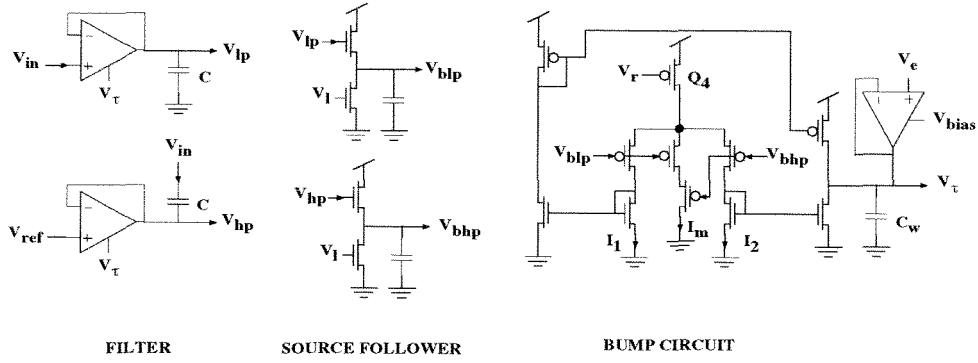 Vin
Vτ
C
Vlp
Vin
C
Vref
Vτ
Vhp
Vlp
Vl
Vblp
Vhp
Vl
Vbhp
Vr
Q4
Vblp
Vbhp
I1
Im
I2
Ve
Vbias
Vτ
Cw
FILTER
SOURCE FOLLOWER
BUMP CIRCUIT